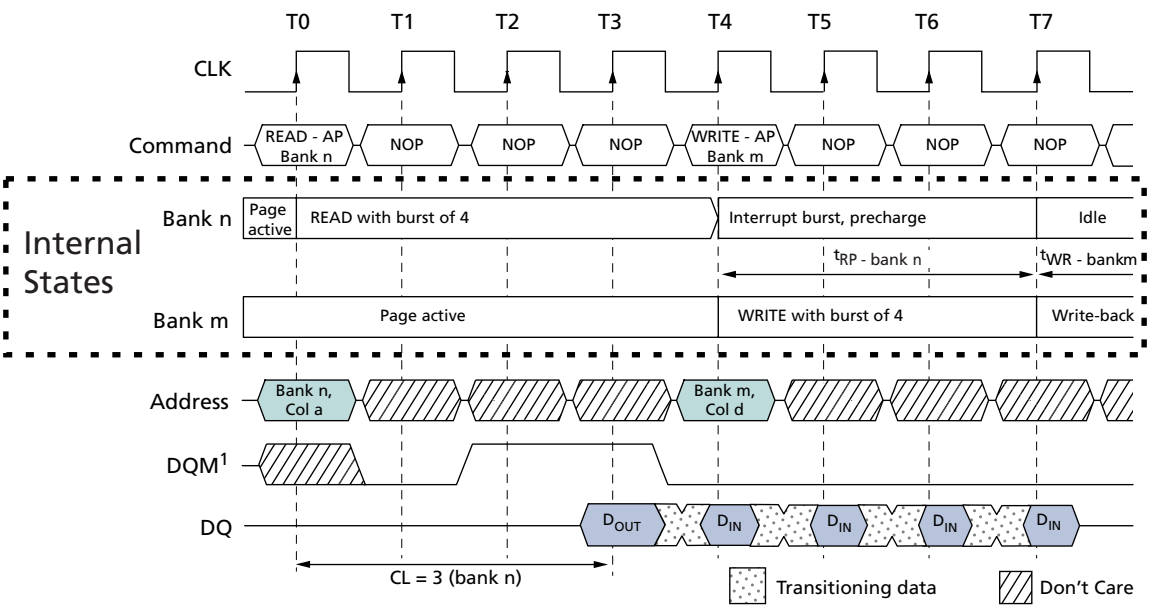 T0 T1 T2 T3 T4 T5 T6 T7
CLK
Command
READ - AP
Bank n
NOP
NOP
NOP
WRITE - AP
Bank m
NOP
NOP
NOP
Internal
States
Bank n
Page
active
READ with burst of 4
Interrupt burst, precharge
Idle
tRP - bank n
tWR - bankm
Bank m
Page active
WRITE with burst of 4
Write-back
Address
Bank n,
Col a
Bank m,
Col d
DQM1
DQ
DOUT
DIN
DIN
DIN
DIN
CL = 3 (bank n)
Transitioning data
Don't Care